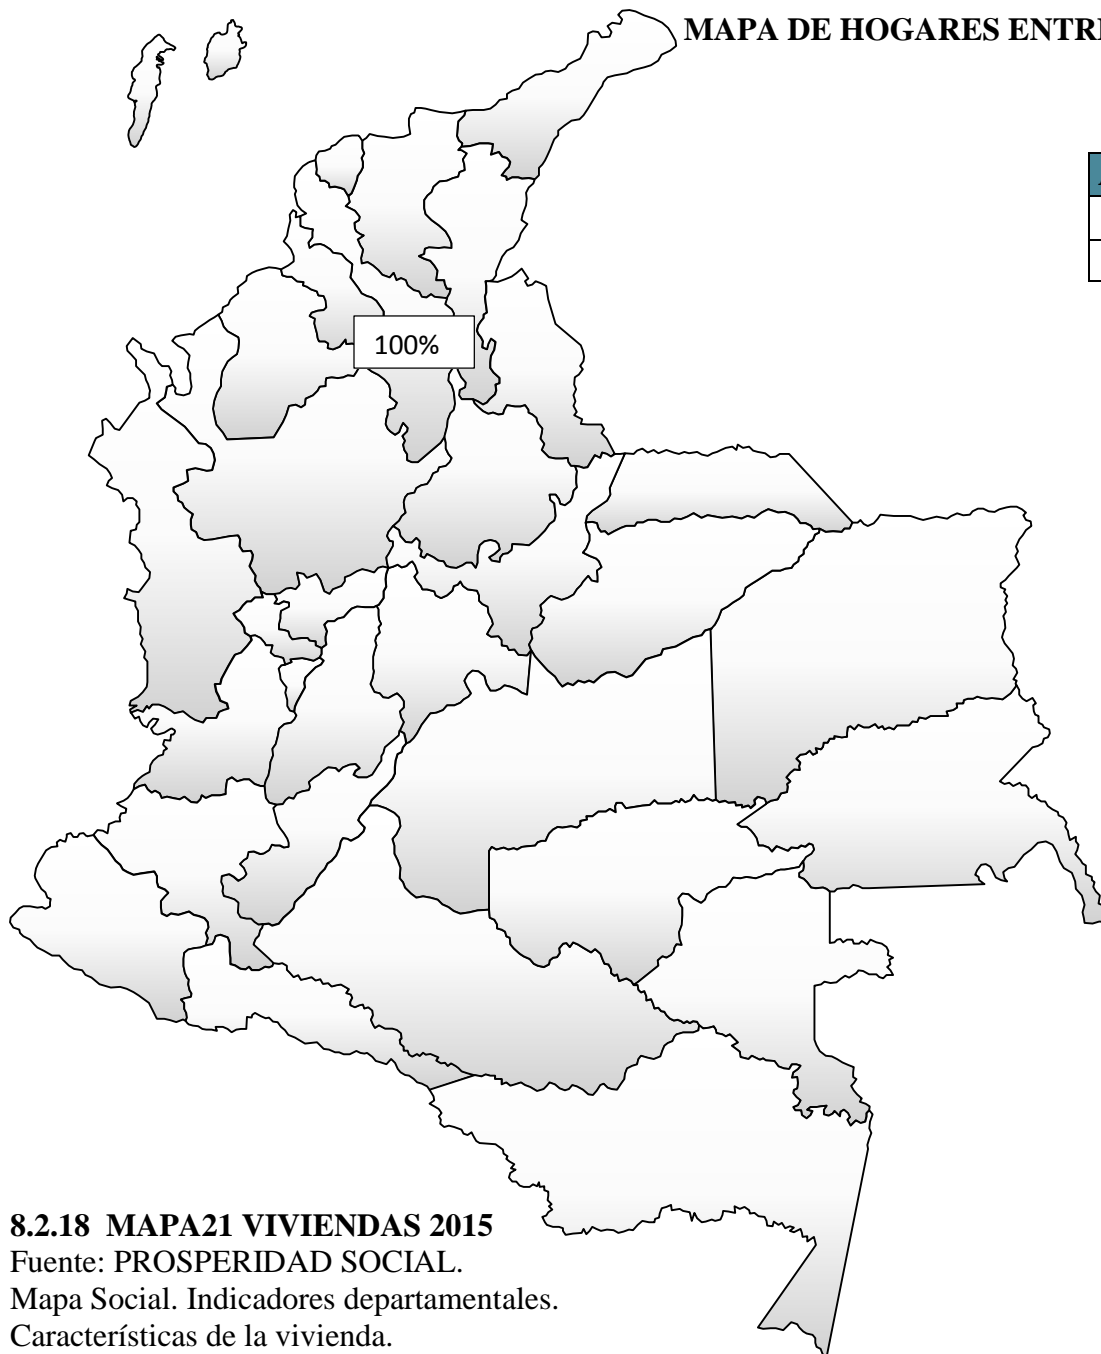 MAPA DE HOGARES ENTR
100%
8.2.18 MAPA21 VIVIENDAS 2015
Fuente: PROSPERIDAD SOCIAL.
Mapa Social. Indicadores departamentales.
Características de la vivienda.